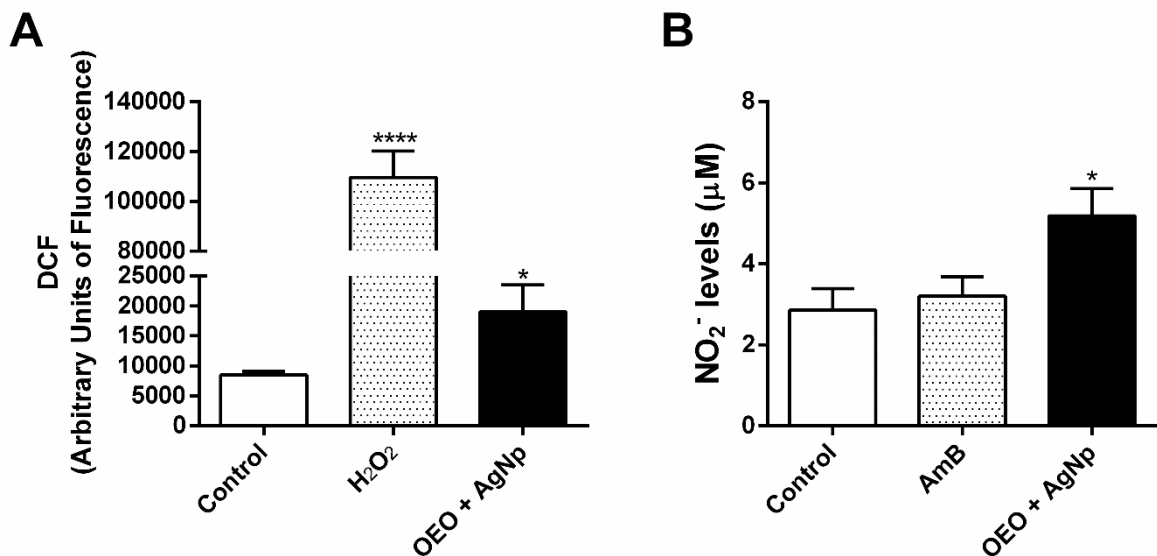 A
DCF
(Arbitrary Units of Fluorescence)
140000
120000
100000
80000
25000
20000
15000
10000
5000
0
****
*
Control
H₂O₂
OEO + AgNp
B
NO₂⁻ levels (μM)
8
6
4
2
0
*
Control
AmB
OEO + AgNp